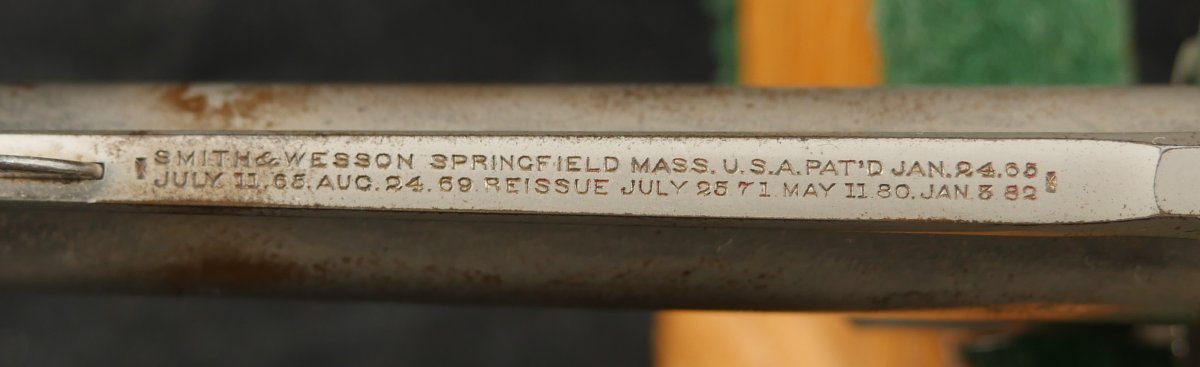 SMITH & WESSON SPRINGFIELD MASS. U.S.A. PAT'D JAN. 24. 65
JULY 11. 65. AUG. 24. 69. REISSUE JULY 25 71 MAY 11 80. JAN. 3 82